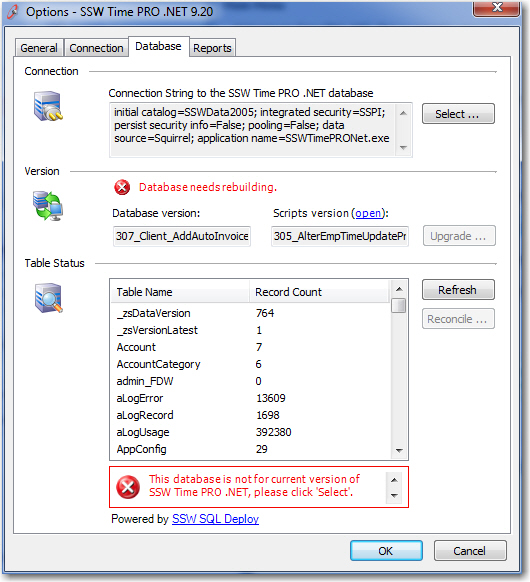 Options - SSW Time PRO .NET 9.20
General Connection Database Reports
Connection
Connection String to the SSW Time PRO .NET database
initial catalog=SSWData2005; integrated security=SSPI;
persist security info=False; pooling=False; data
source=Squirrel; application name=SSWTimePRONet.exe
Select ...
Version
Database needs rebuilding.
Database version: Scripts version (open):
307_Client_AddAutoInvoice 305_AlterEmpTimeUpdatePr Upgrade ...
Table Status
Table Name Record Count
_zsDataVersion 764
_zsVersionLatest 1
Account 7
AccountCategory 6
admin_FDW 0
aLogError 13609
aLogRecord 1698
aLogUsage 392380
AppConfig 29
Refresh
Reconcile ...
This database is not for current version of
SSW Time PRO .NET, please click 'Select'.
Powered by SSW SQL Deploy
OK Cancel